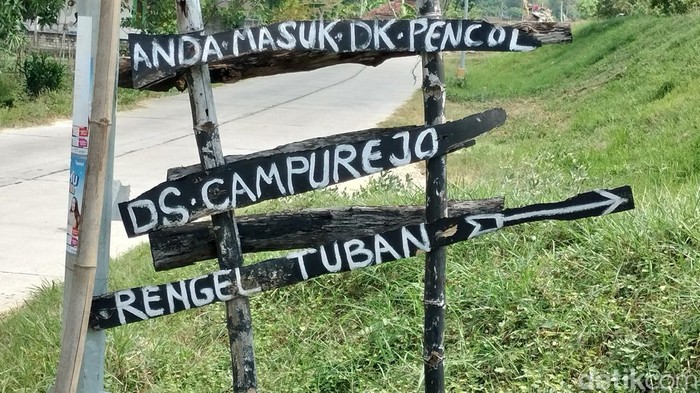 ANDA·MASUK·DK·PENCOL
DS·CAMPUREJO
RENGEL TUBAN
detikcom